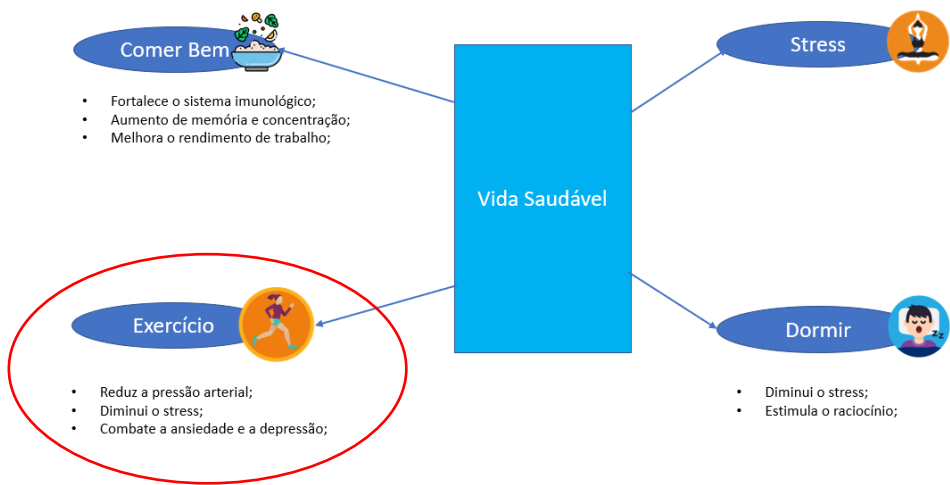 Comer Bem
• Fortalece o sistema imunológico;
• Aumento de memória e concentração;
• Melhora o rendimento de trabalho;
Stress
Vida Saudável
Exercício
• Reduz a pressão arterial;
• Diminui o stress;
• Combate a ansiedade e a depressão;
Dormir
• Diminui o stress;
• Estimula o raciocínio;